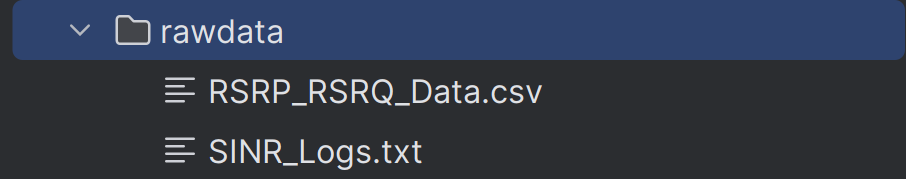 rawdata
RSRP_RSRQ_Data.csv
SINR_Logs.txt